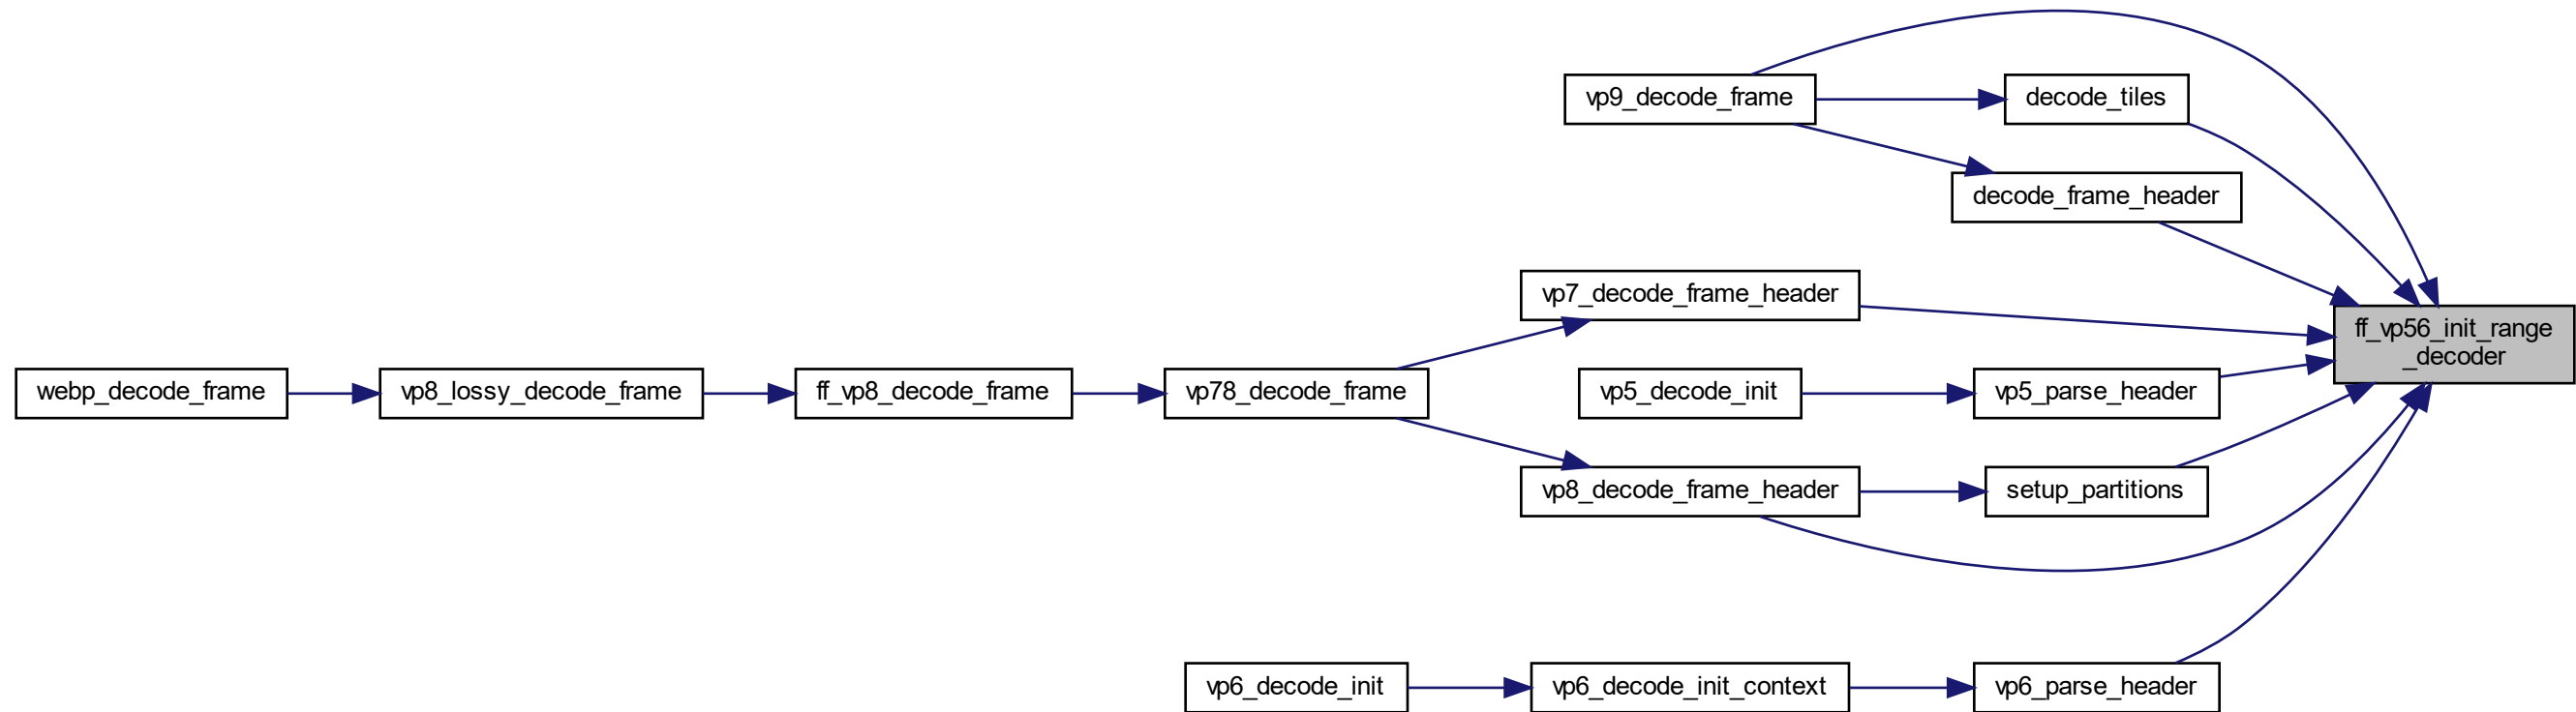 vp9_decode_frame
decode_tiles
decode_frame_header
vp7_decode_frame_header
ff_vp56_init_range
_decoder
webp_decode_frame
vp8_lossy_decode_frame
ff_vp8_decode_frame
vp78_decode_frame
vp5_decode_init
vp5_parse_header
vp8_decode_frame_header
setup_partitions
vp6_decode_init
vp6_decode_init_context
vp6_parse_header